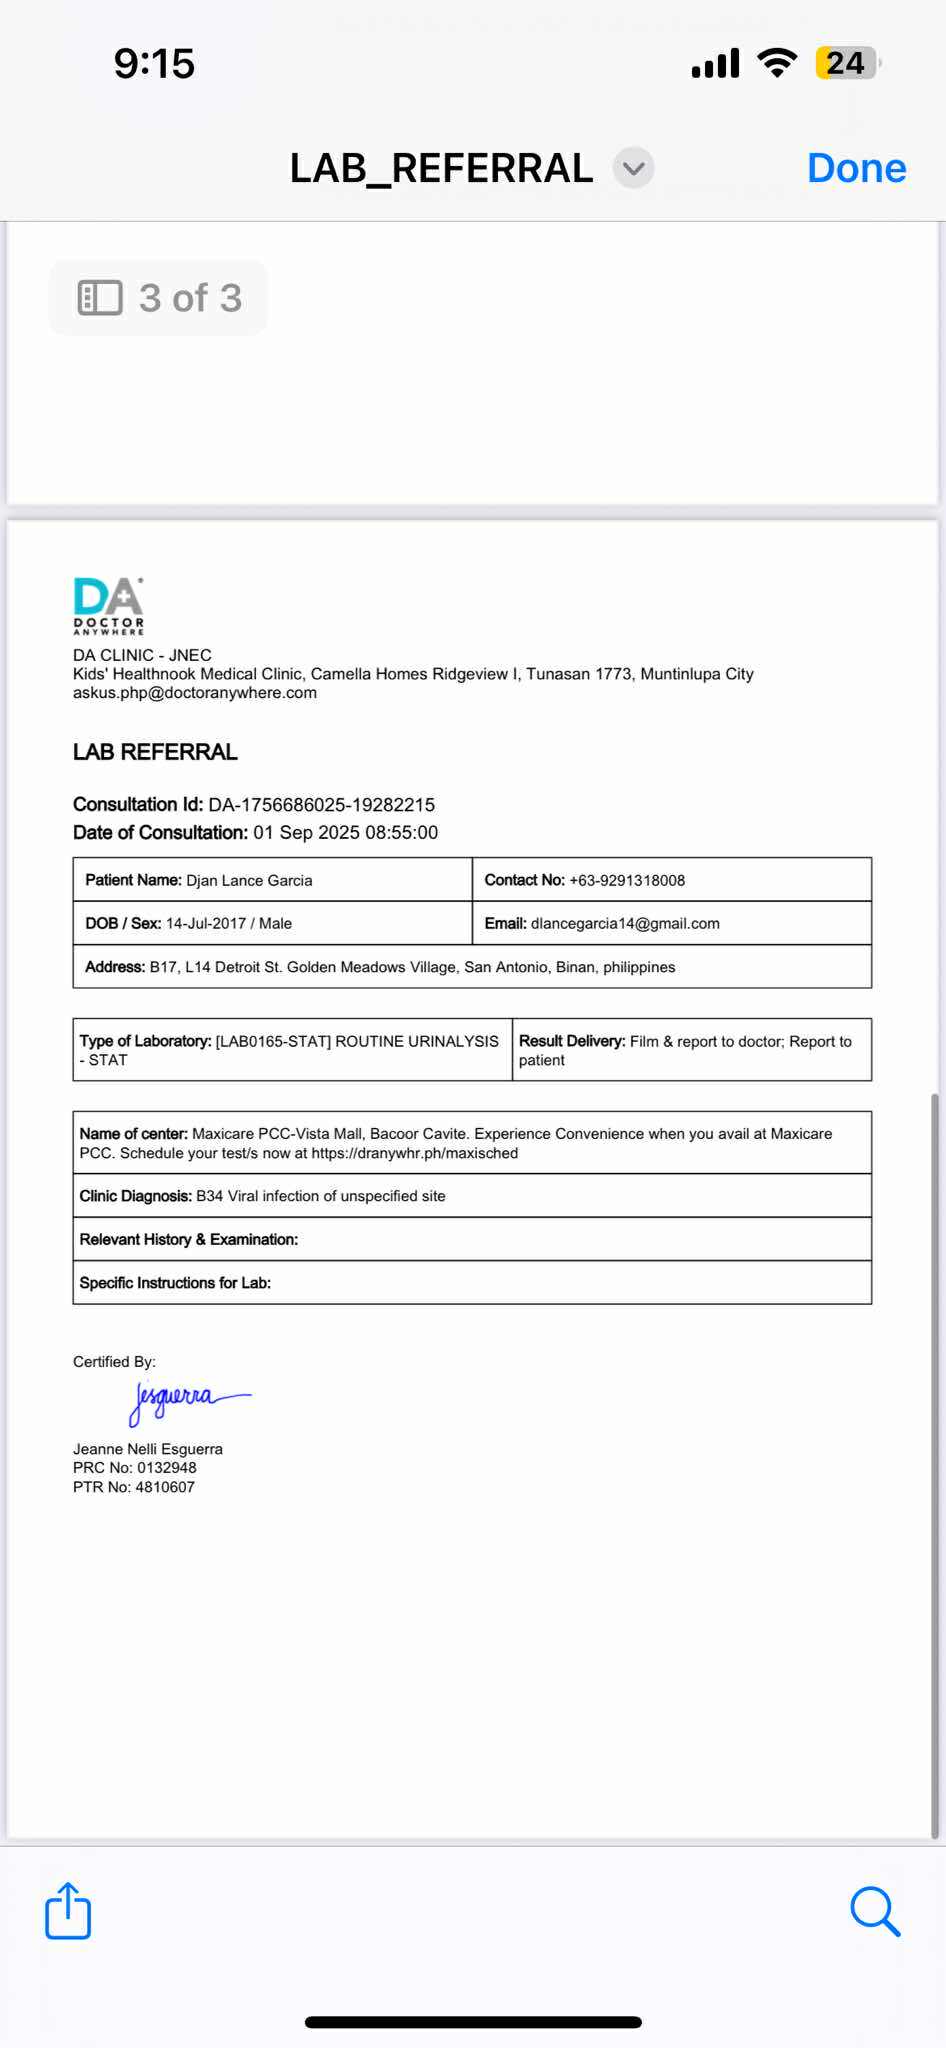 9:15
24
LAB_REFERRAL
Done
3 of 3
DA
DOCTOR
ANYWHERE
DA CLINIC - JNEC
Kids' Healthnook Medical Clinic, Camella Homes Ridgeview I, Tunasan 1773, Muntinlupa City
askus.php@doctoranywhere.com
LAB REFERRAL
Consultation Id: DA-1756686025-19282215
Date of Consultation: 01 Sep 2025 08:55:00
Patient Name: Djan Lance Garcia
Contact No: +63-9291318008
DOB / Sex: 14-Jul-2017 / Male
Email: dlancegarcia14@gmail.com
Address: B17, L14 Detroit St. Golden Meadows Village, San Antonio, Binan, philippines
Type of Laboratory: [LAB0165-STAT] ROUTINE URINALYSIS
- STAT
Result Delivery: Film & report to doctor; Report to
patient
Name of center: Maxicare PCC-Vista Mall, Bacoor Cavite. Experience Convenience when you avail at Maxicare
PCC. Schedule your test/s now at https://dranywhr.ph/maxisched
Clinic Diagnosis: B34 Viral infection of unspecified site
Relevant History & Examination:
Specific Instructions for Lab:
Certified By:
jesguerra
Jeanne Nelli Esguerra
PRC No: 0132948
PTR No: 4810607